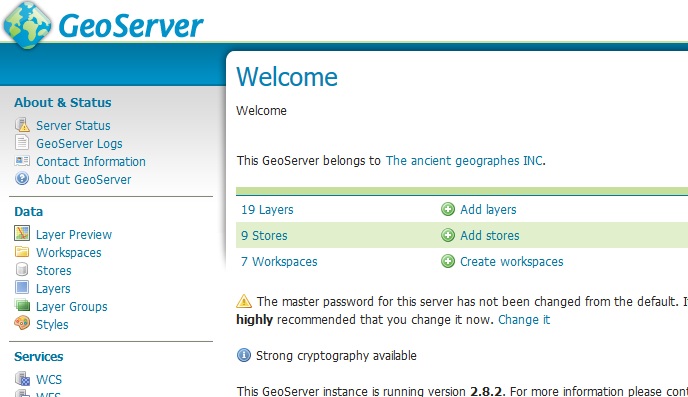 GeoServer
About & Status
Server Status
GeoServer Logs
Contact Information
About GeoServer
Data
Layer Preview
Workspaces
Stores
Layers
Layer Groups
Styles
Services
WCS
Welcome
Welcome
This GeoServer belongs to The ancient geographes INC.
19 Layers Add layers
9 Stores Add stores
7 Workspaces Create workspaces
The master password for this server has not been changed from the default.
highly recommended that you change it now. Change it
Strong cryptography available
This GeoServer instance is running version 2.8.2. For more information please